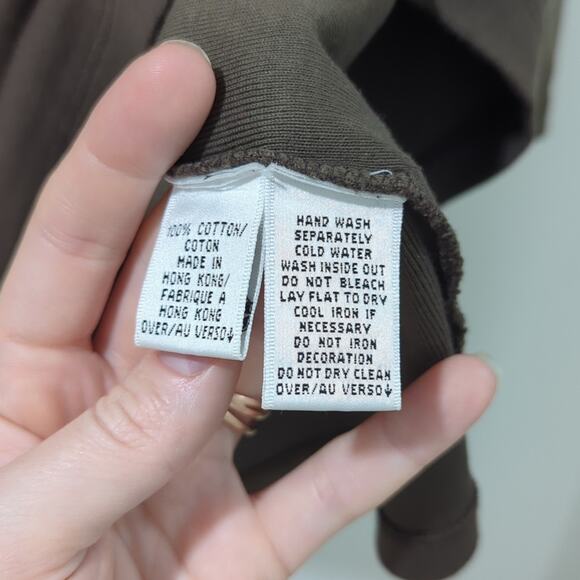 100% COTTON/
COTON
MADE IN
HONG KONG/
FABRIQUE A
HONG KONG
OVER/AU VERSO↓
HAND WASH
SEPARATELY
COLD WATER
WASH INSIDE OUT
DO NOT BLEACH
LAY FLAT TO DRY
COOL IRON IF
NECESSARY
DO NOT IRON
DECORATION
DO NOT DRY CLEAN
OVER/AU VERSO↓